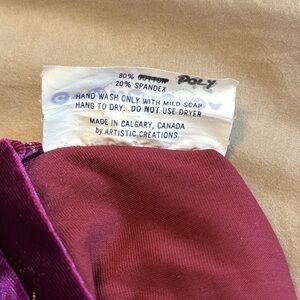 80% COTTON POLY
20% SPANDEX
HAND WASH ONLY WITH MILD SOAP
HANG TO DRY. DO NOT USE DRYER
MADE IN CALGARY, CANADA
by ARTISTIC CREATIONS